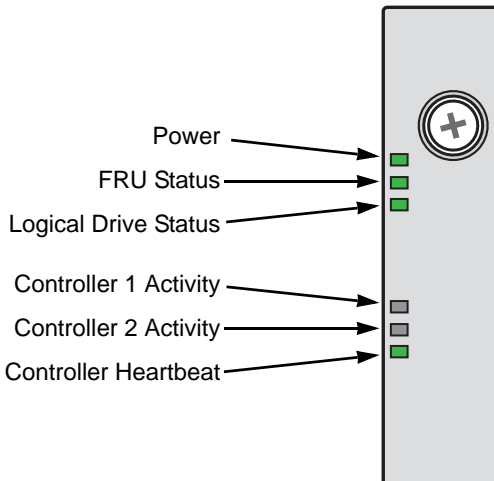 Power
FRU Status
Logical Drive Status
Controller 1 Activity
Controller 2 Activity
Controller Heartbeat